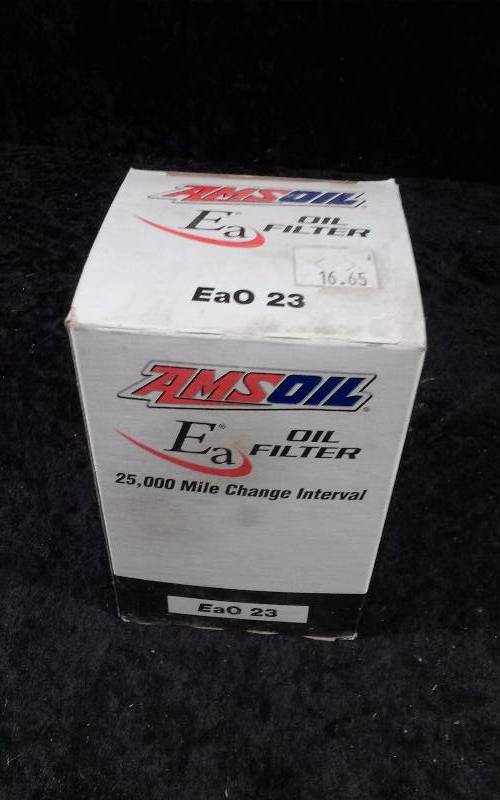 AMSOIL
Ea® OIL
FILTER
16.65
EaO 23
AMSOIL®
Ea® OIL
FILTER
25,000 Mile Change Interval
EaO 23